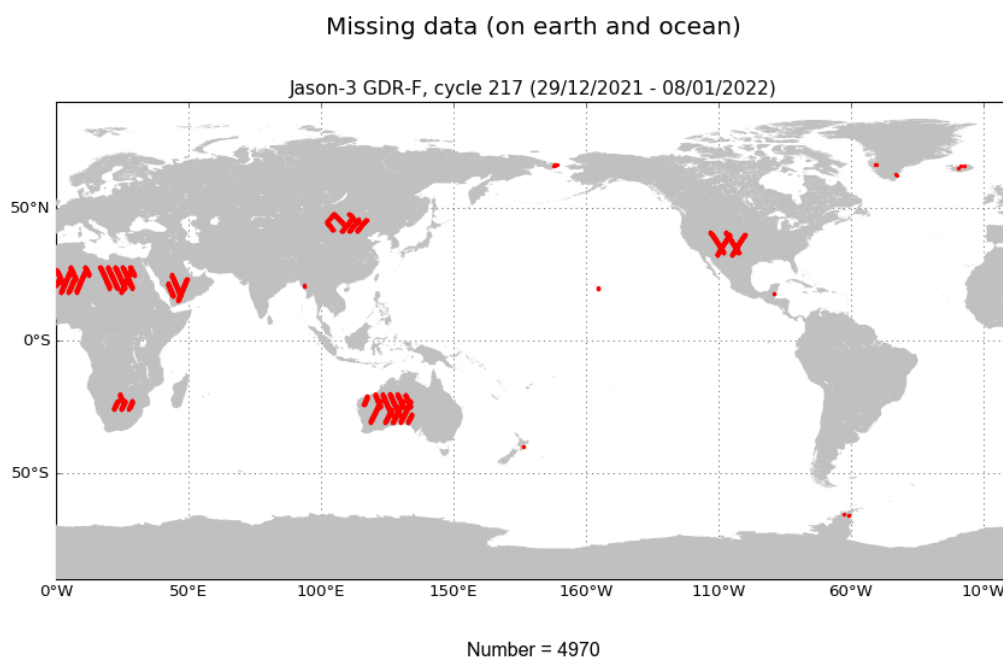 Missing data (on earth and ocean)
Jason-3 GDR-F, cycle 217 (29/12/2021 - 08/01/2022)
50°N
0°S
50°S
0°W 50°E 100°E 150°E 160°W 110°W 60°W 10°W
Number = 4970